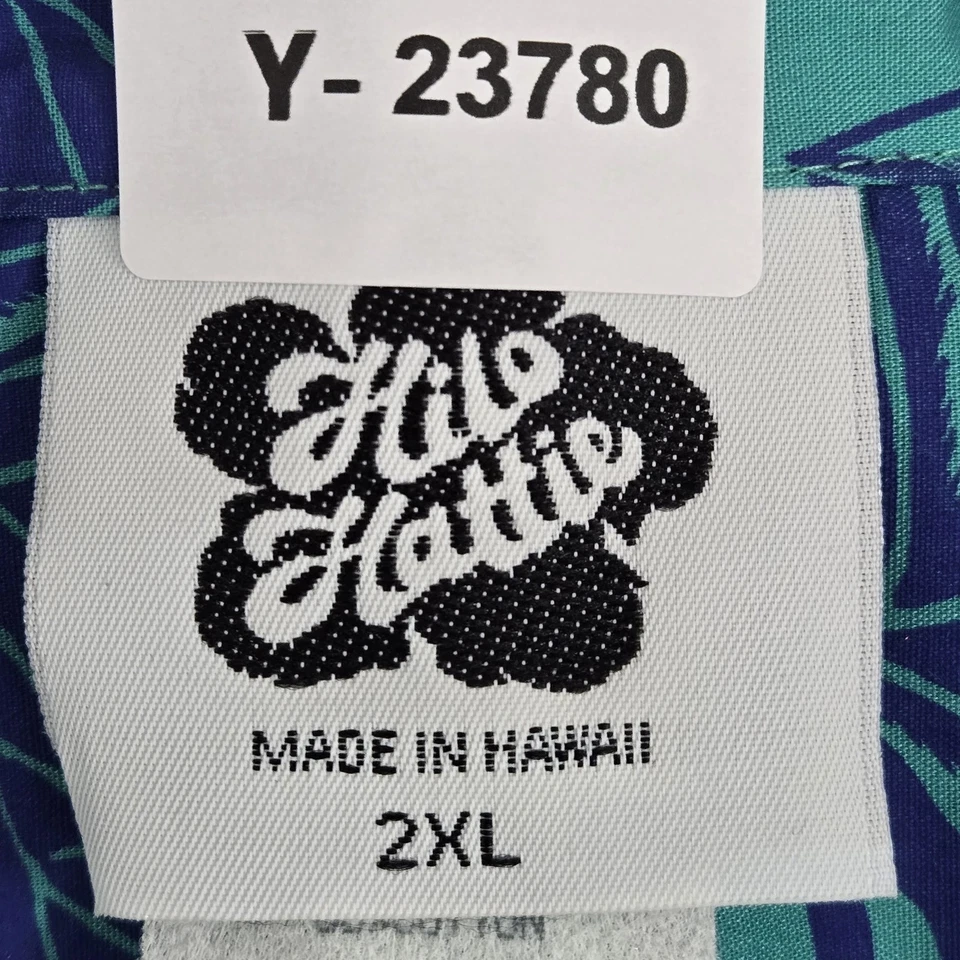 Y- 23780
Hilo
Hattie
MADE IN HAWAII
2XL